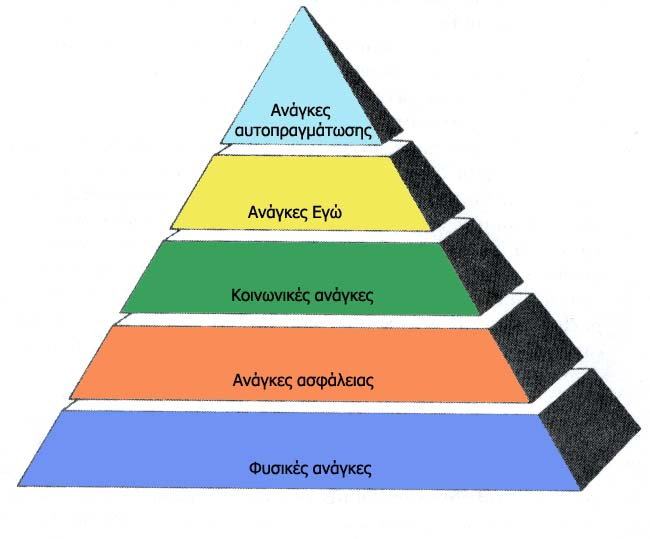 Ανάγκες
αυτοπραγμάτωσης
Ανάγκες Εγώ
Κοινωνικές ανάγκες
Ανάγκες ασφάλειας
Φυσικές ανάγκες